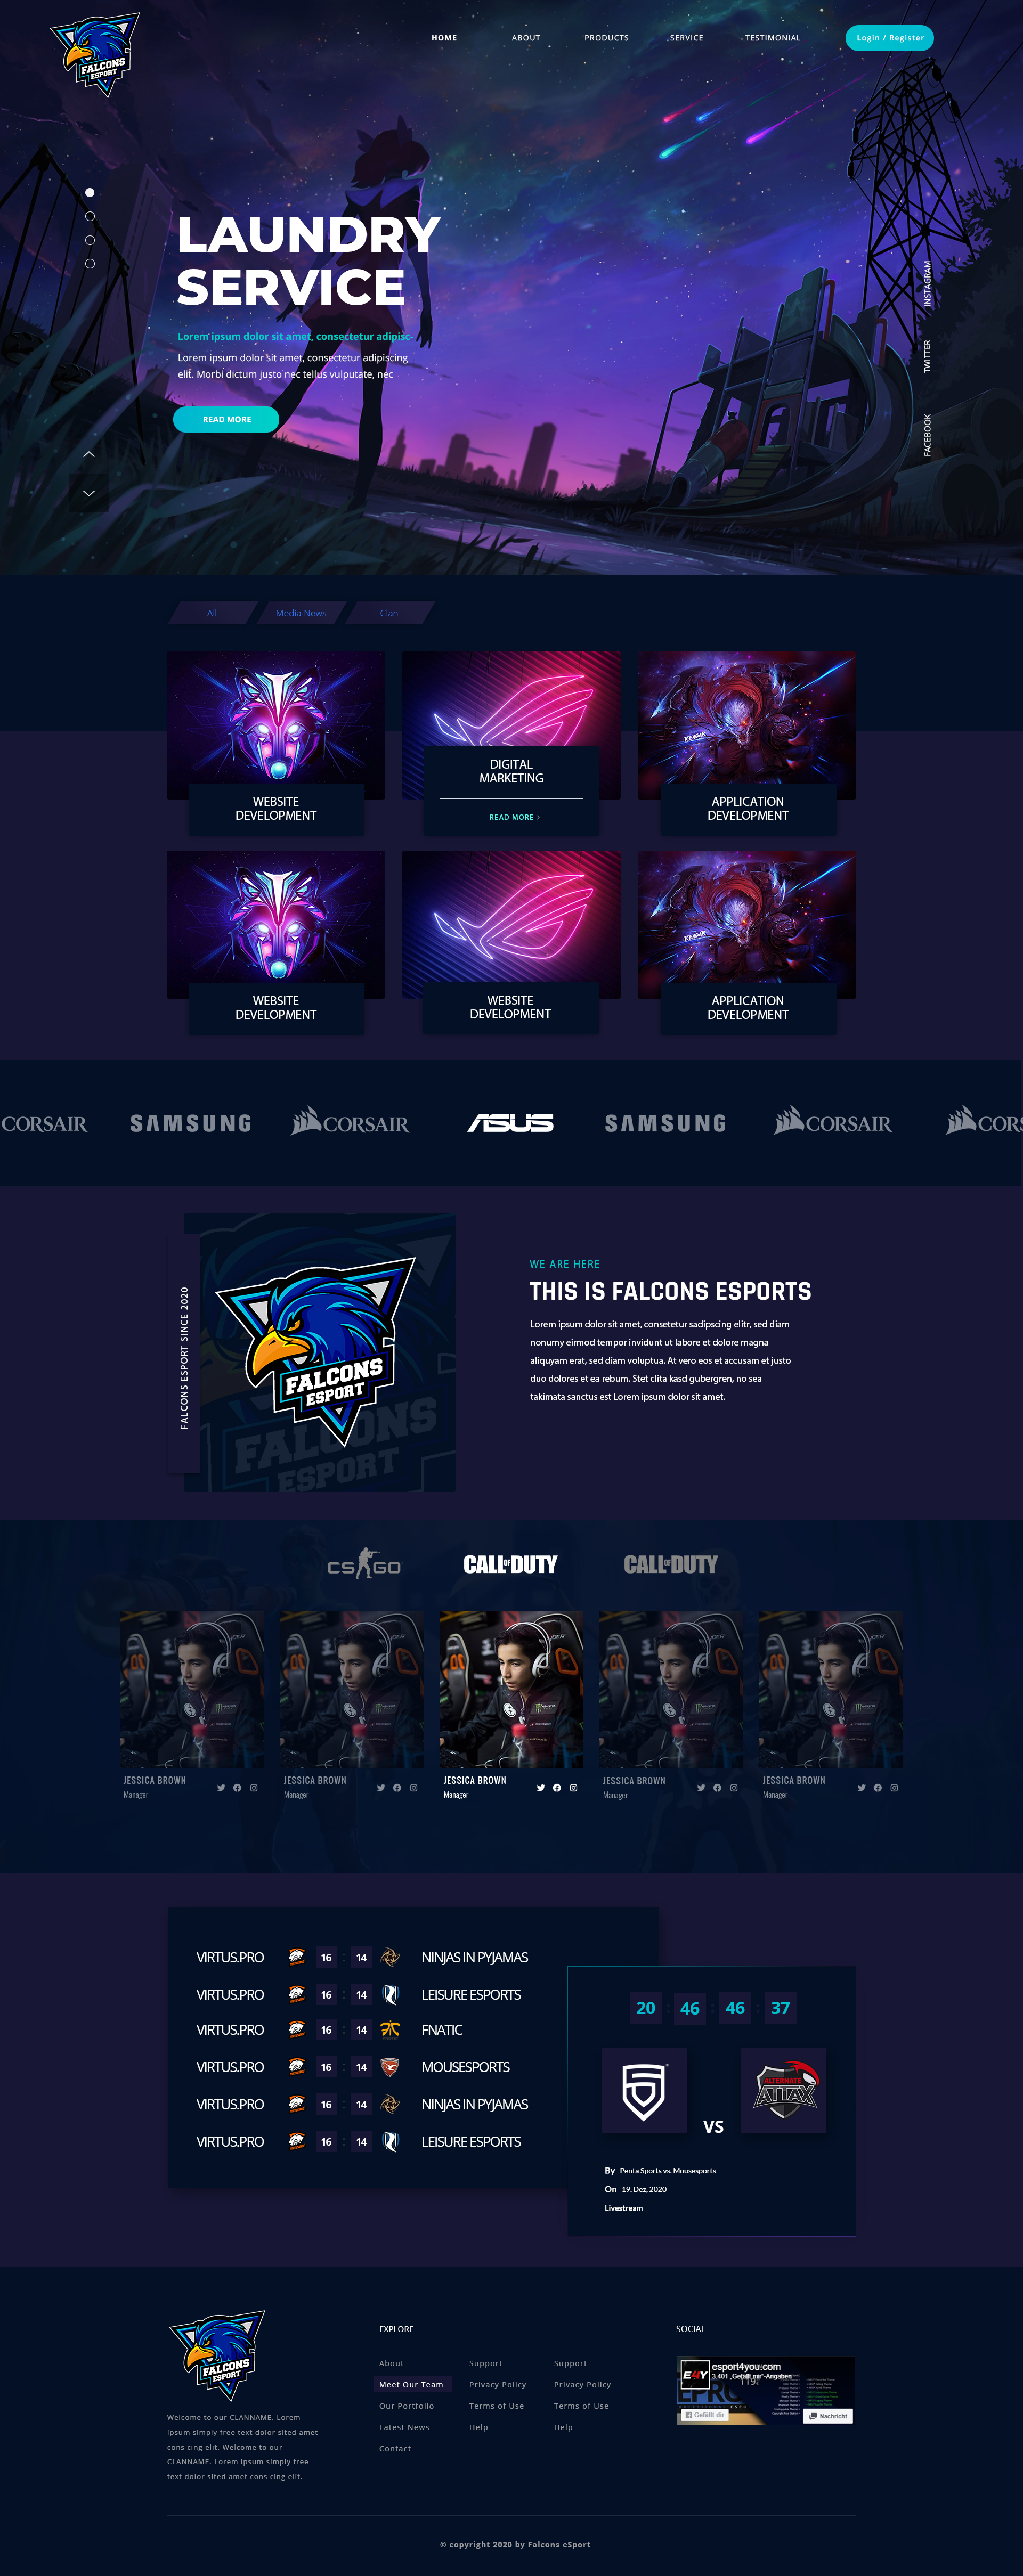 FALCONS
ESPORT
HOME
ABOUT
PRODUCTS
SERVICE
TESTIMONIAL
Login / Register
LAUNDRY
SERVICE
Lorem ipsum dolor sit amet, consectetur adipisc
Lorem ipsum dolor sit amet, consectetur adipiscing
elit. Morbi dictum justo nec tellus vulputate, nec
READ MORE
INSTAGRAM
TWITTER
FACEBOOK
All
Media News
Clan
WEBSITE
DEVELOPMENT
DIGITAL
MARKETING
READ MORE >
RENGAR
APPLICATION
DEVELOPMENT
WEBSITE
DEVELOPMENT
WEBSITE
DEVELOPMENT
RENGAR
APPLICATION
DEVELOPMENT
CORSAIR
SAMSUNG
CORSAIR
ASUS
SAMSUNG
CORSAIR
CORS
FALCONS ESPORT SINCE 2020
FALCONS
ESPORT
FALCONS
ESPORT
WE ARE HERE
THIS IS FALCONS ESPORTS
Lorem ipsum dolor sit amet, consetetur sadipscing elitr, sed diam
nonumy eirmod tempor invidunt ut labore et dolore magna
aliquyam erat, sed diam voluptua. At vero eos et accusam et justo
duo dolores et ea rebum. Stet clita kasd gubergren, no sea
takimata sanctus est Lorem ipsum dolor sit amet.
CS GO
CALL OF DUTY
CALL OF DUTY
JESSICA BROWN
Manager
JESSICA BROWN
Manager
JESSICA BROWN
Manager
JESSICA BROWN
Manager
JESSICA BROWN
Manager
VIRTUS.PRO 16 : 14 NINJAS IN PYJAMAS
VIRTUS.PRO 16 : 14 LEISURE ESPORTS
VIRTUS.PRO 16 : 14 FNATIC
VIRTUS.PRO 16 : 14 MOUSESPORTS
VIRTUS.PRO 16 : 14 NINJAS IN PYJAMAS
VIRTUS.PRO 16 : 14 LEISURE ESPORTS
20 : 46 : 46 : 37
VS
ALTERNATE
ATTAX
By Penta Sports vs. Mousesports
On 19. Dez, 2020
Livestream
FALCONS
ESPORT
Welcome to our CLANNAME. Lorem
ipsum simply free text dolor sited amet
cons cing elit. Welcome to our
CLANNAME. Lorem ipsum simply free
text dolor sited amet cons cing elit.
EXPLORE
About
Meet Our Team
Our Portfolio
Latest News
Contact
Support
Privacy Policy
Terms of Use
Help
Support
Privacy Policy
Terms of Use
Help
SOCIAL
E4Y
esport4you.com
3.401 „Gefällt mir"-Angaben
Gefällt dir
Nachricht
© copyright 2020 by Falcons eSport